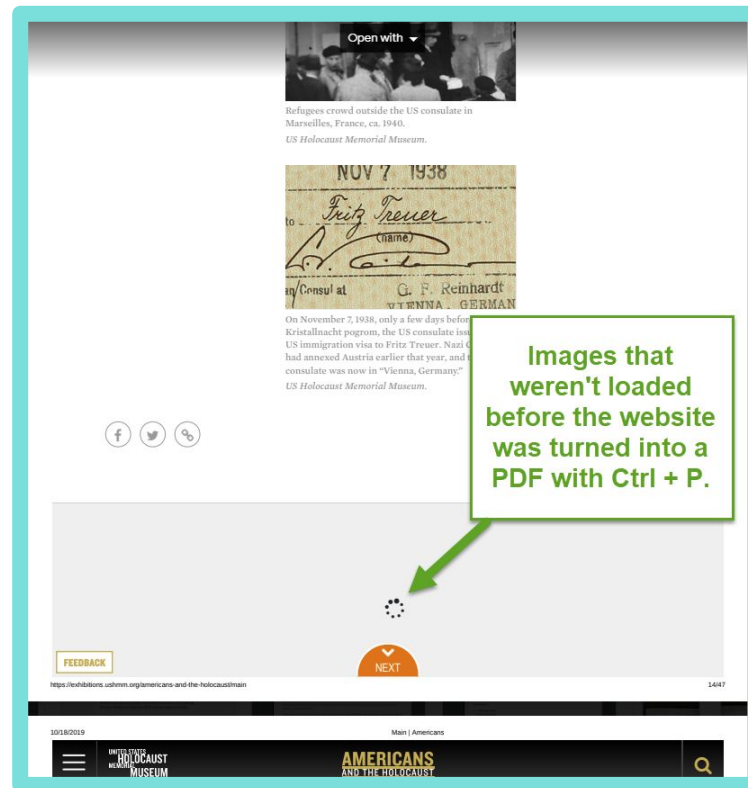 Open with
Refugees crowd outside the US consulate in
Marseilles, France, ca. 1940.
US Holocaust Memorial Museum.
NOV 7 1938
to Fritz Treuer
(name)
an/Consul at G. F. Reinhardt
VIENNA, GERMAN
On November 7, 1938, only a few days befor
Kristallnacht pogrom, the US consulate iss
US immigration visa to Fritz Treuer. Nazi
had annexed Austria earlier that year, and
consulate was now in “Vienna, Germany.”
US Holocaust Memorial Museum.
Images that
weren't loaded
before the website
was turned into a
PDF with Ctrl + P.
FEEDBACK
NEXT
https://exhibitions.ushmm.org/americans-and-the-holocaust/main 14/47
10/18/2019 Main | Americans
UNITED STATES
HOLOCAUST
MEMORIAL
MUSEUM
AMERICANS
AND THE HOLOCAUST